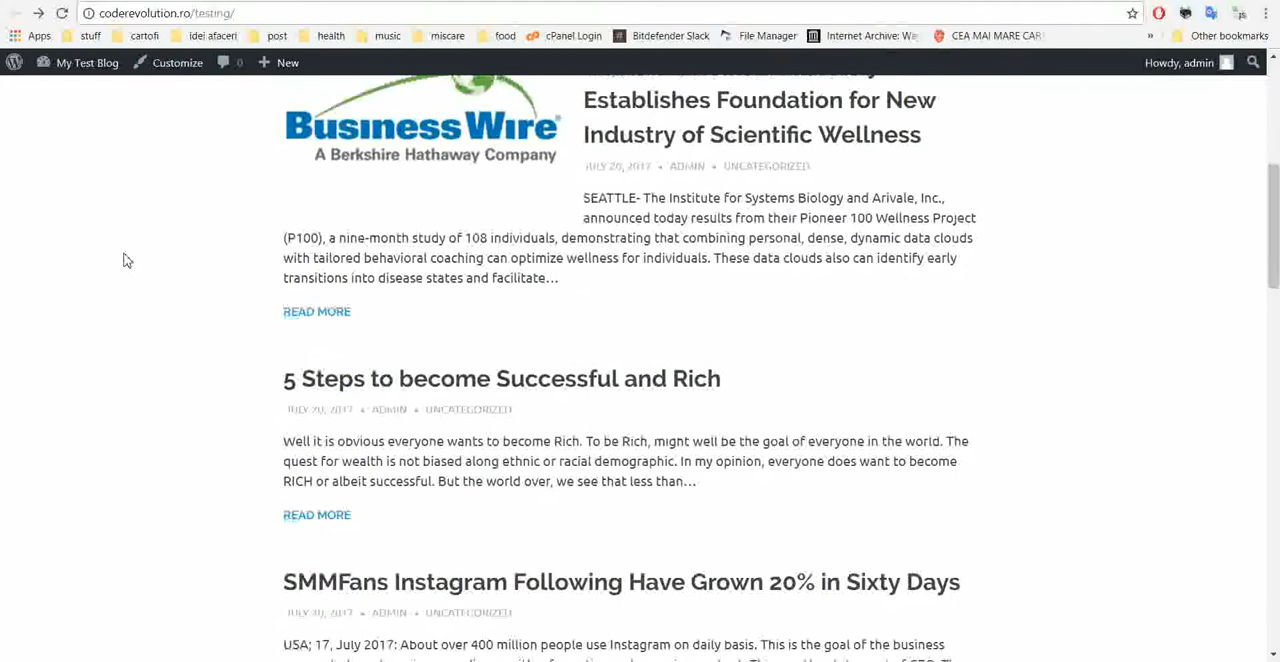 coderevolution.ro/testing/
Apps stuff cartofi idei afaceri post health music miscare food cPanel Login Bitdefender Slack File Manager Internet Archive: Wa CEA MAI MARE CAR » Other bookmarks
My Test Blog Customize 0 New Howdy, admin
Establishes Foundation for New
Industry of Scientific Wellness
BusinessWire
A Berkshire Hathaway Company
JULY 20, 2017 • ADMIN • UNCATEGORIZED
SEATTLE- The Institute for Systems Biology and Arivale, Inc.,
announced today results from their Pioneer 100 Wellness Project
(P100), a nine-month study of 108 individuals, demonstrating that combining personal, dense, dynamic data clouds
with tailored behavioral coaching can optimize wellness for individuals. These data clouds also can identify early
transitions into disease states and facilitate…
READ MORE
5 Steps to become Successful and Rich
JULY 20, 2017 • ADMIN • UNCATEGORIZED
Well it is obvious everyone wants to become Rich. To be Rich, might well be the goal of everyone in the world. The
quest for wealth is not biased along ethnic or racial demographic. In my opinion, everyone does want to become
RICH or albeit successful. But the world over, we see that less than…
READ MORE
SMMFans Instagram Following Have Grown 20% in Sixty Days
JULY 20, 2017 • ADMIN • UNCATEGORIZED
USA; 17, July 2017: About over 400 million people use Instagram on daily basis. This is the goal of the business